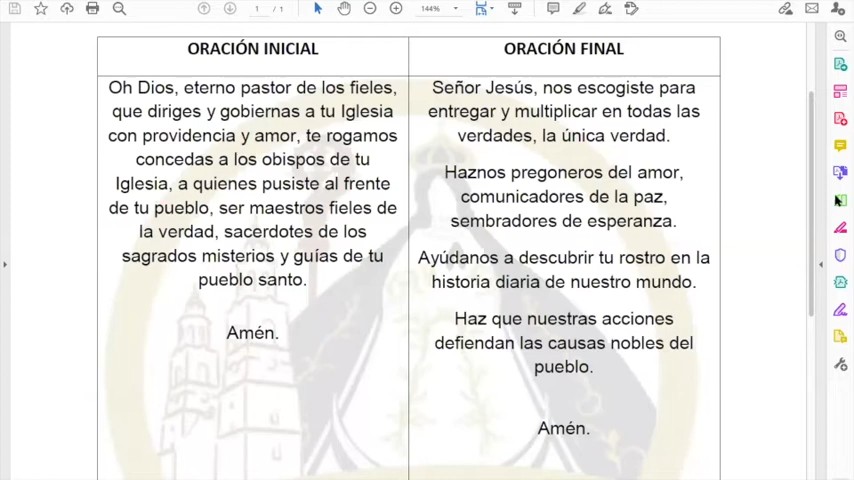 1 / 1
144%
ORACIÓN INICIAL
Oh Dios, eterno pastor de los fieles,
que diriges y gobiernas a tu Iglesia
con providencia y amor, te rogamos
concedas a los obispos de tu
Iglesia, a quienes pusiste al frente
de tu pueblo, ser maestros fieles de
la verdad, sacerdotes de los
sagrados misterios y guías de tu
pueblo santo.
Amén.
ORACIÓN FINAL
Señor Jesús, nos escogiste para
entregar y multiplicar en todas las
verdades, la única verdad.
Haznos pregoneros del amor,
comunicadores de la paz,
sembradores de esperanza.
Ayúdanos a descubrir tu rostro en la
historia diaria de nuestro mundo.
Haz que nuestras acciones
defiendan las causas nobles del
pueblo.
Amén.